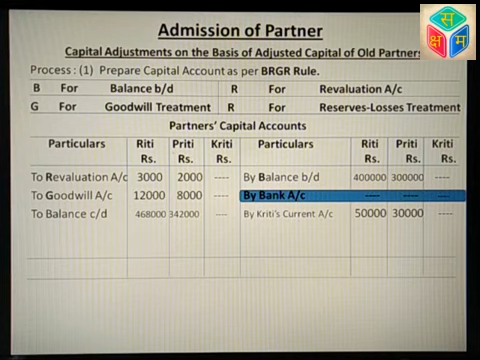 Admission of Partner
Capital Adjustments on the Basis of Adjusted Capital of Old Partners
Process : (1) Prepare Capital Account as per BRGR Rule.
B For Balance b/d R For Revaluation A/c
G For Goodwill Treatment R For Reserves-Losses Treatment
Partners' Capital Accounts
Particulars Riti Rs. Priti Rs. Kriti Rs. Particulars Riti Rs. Priti Rs. Kriti Rs.
To Revaluation A/c 3000 2000 ---- By Balance b/d 400000 300000 ----
To Goodwill A/c 12000 8000 ---- By Bank A/c ---- ---- ----
To Balance c/d 468000 342000 ---- By Kriti's Current A/c 50000 30000 ----
स
क्ष म